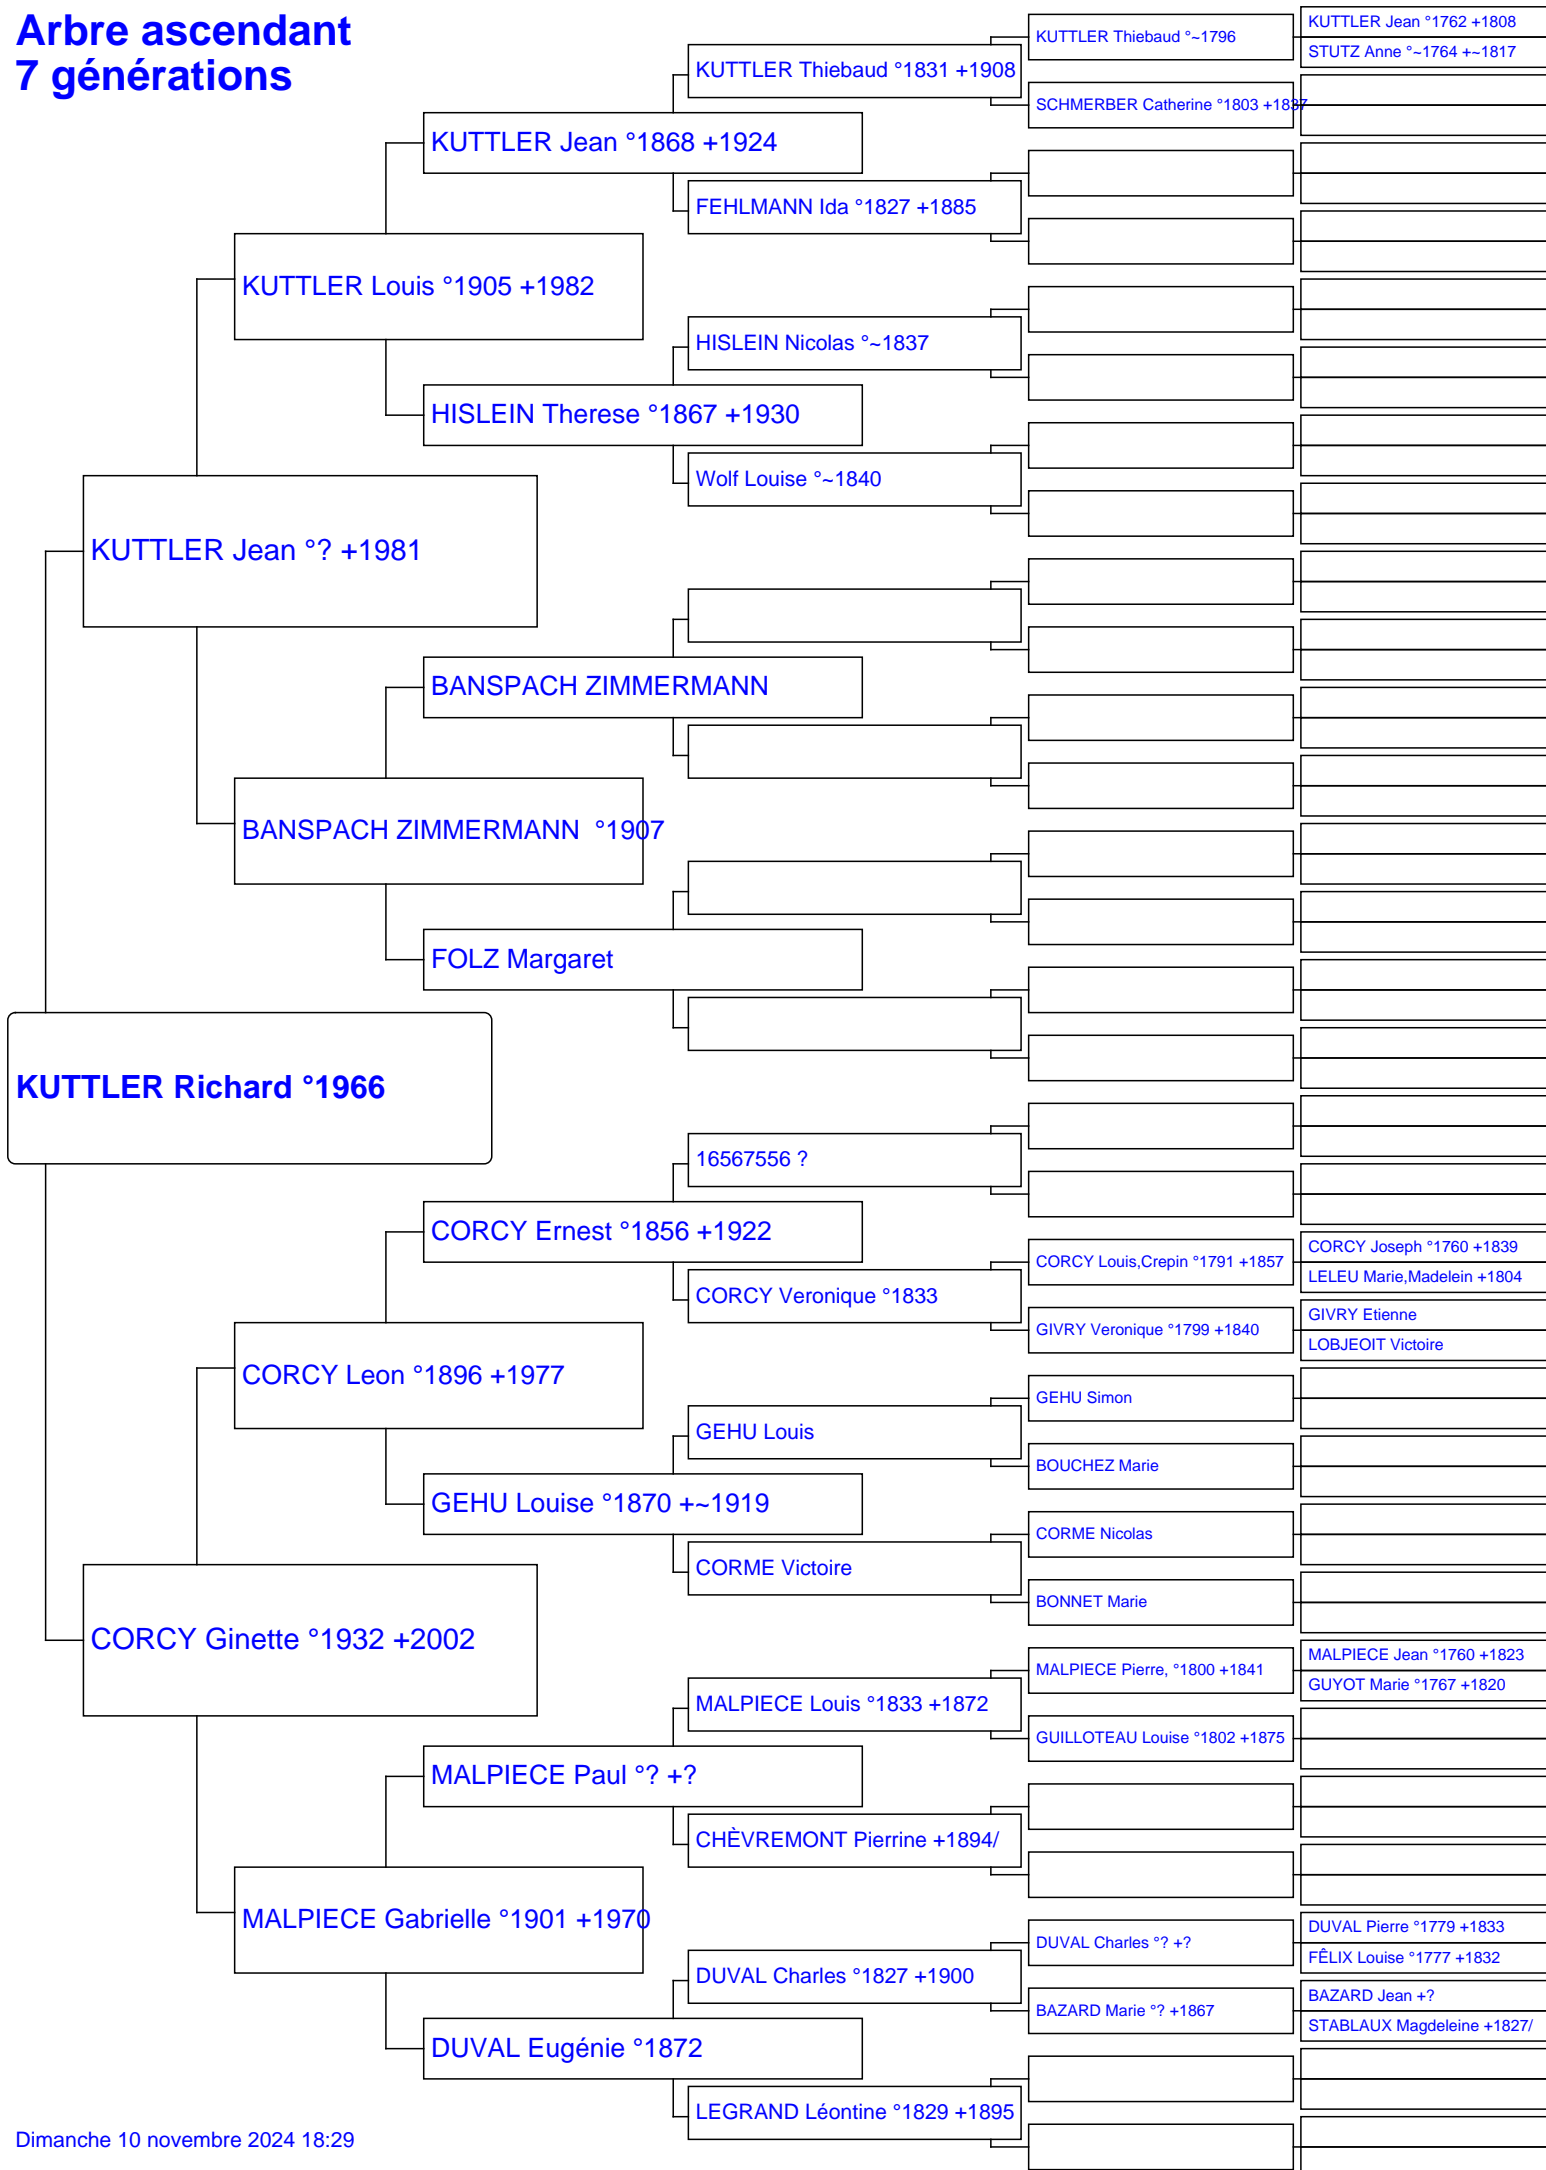 Arbre ascendant
7 générations
KUTTLER Jean °1762 +1808
KUTTLER Thiebaud °~1796
STUTZ Anne °~1764 +~1817
KUTTLER Thiebaud °1831 +1908
SCHMERBER Catherine °1803 +1837
KUTTLER Jean °1868 +1924
FEHLMANN Ida °1827 +1885
KUTTLER Louis °1905 +1982
HISLEIN Nicolas °~1837
HISLEIN Therese °1867 +1930
Wolf Louise °~1840
KUTTLER Jean °? +1981
BANSPACH ZIMMERMANN
BANSPACH ZIMMERMANN  °1907
FOLZ Margaret
KUTTLER Richard °1966
16567556 ?
CORCY Ernest °1856 +1922
CORCY Joseph °1760 +1839
CORCY Louis,Crepin °1791 +1857
LELEU Marie,Madelein +1804
CORCY Veronique °1833
GIVRY Etienne
GIVRY Veronique °1799 +1840
LOBJEOIT Victoire
CORCY Leon °1896 +1977
GEHU Simon
GEHU Louis
BOUCHEZ Marie
GEHU Louise °1870 +~1919
CORME Nicolas
CORME Victoire
BONNET Marie
CORCY Ginette °1932 +2002
MALPIECE Jean °1760 +1823
MALPIECE Pierre, °1800 +1841
GUYOT Marie °1767 +1820
MALPIECE Louis °1833 +1872
GUILLOTEAU Louise °1802 +1875
MALPIECE Paul °? +?
CHÈVREMONT Pierrine +1894/
MALPIECE Gabrielle °1901 +1970
DUVAL Pierre °1779 +1833
DUVAL Charles °? +?
FÊLIX Louise °1777 +1832
DUVAL Charles °1827 +1900
BAZARD Jean +?
BAZARD Marie °? +1867
STABLAUX Magdeleine +1827/
DUVAL Eugénie °1872
LEGRAND Léontine °1829 +1895
Dimanche 10 novembre 2024 18:29